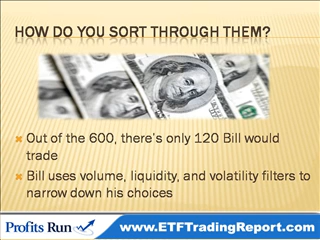 HOW DO YOU SORT THROUGH THEM?
Out of the 600, there's only 120 Bill would
trade
Bill uses volume, liquidity, and volatility filters to
narrow down his choices
Profits Run
www.ETFTradingReport.com